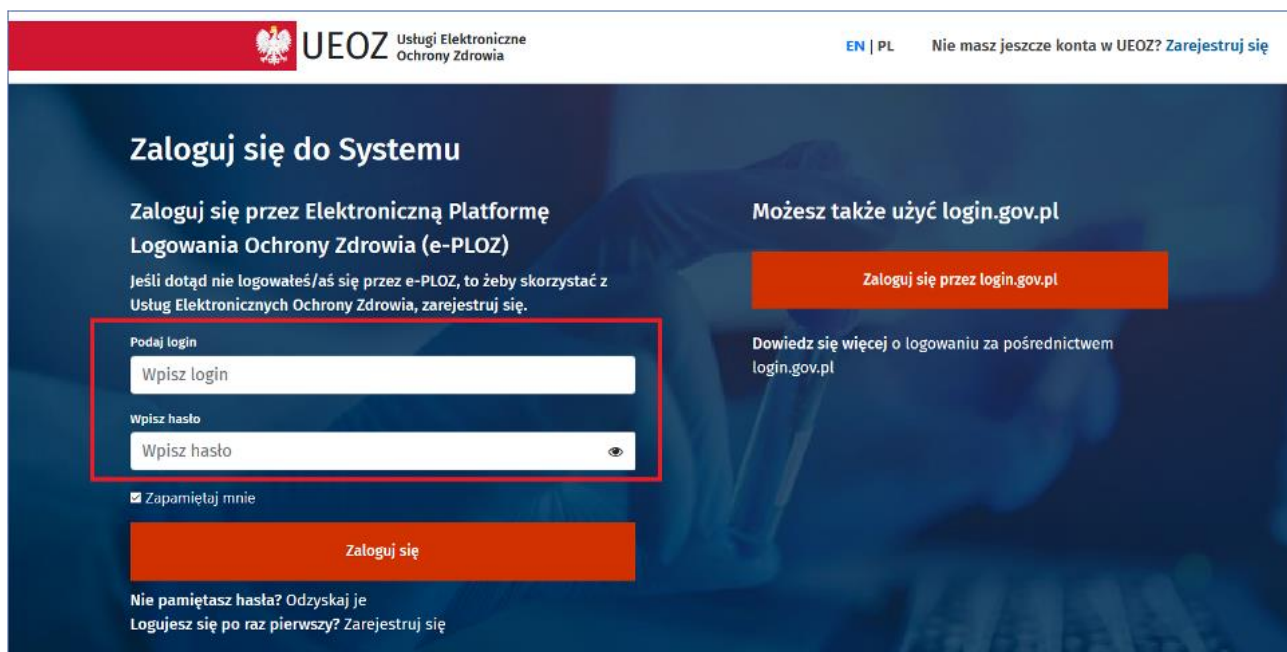 UEOZ Usługi Elektroniczne
Ochrony Zdrowia
EN | PL Nie masz jeszcze konta w UEOZ? Zarejestruj się
Zaloguj się do Systemu
Zaloguj się przez Elektroniczną Platformę
Logowania Ochrony Zdrowia (e-PLOZ)
Jeśli dotąd nie logowałeś/aś się przez e-PLOZ, to żeby skorzystać z
Usług Elektronicznych Ochrony Zdrowia, zarejestruj się.
Podaj login
Wpisz login
Wpisz hasło
Wpisz hasło
Zapamiętaj mnie
Zaloguj się
Nie pamiętasz hasła? Odzyskaj je
Logujesz się po raz pierwszy? Zarejestruj się
Możesz także użyć login.gov.pl
Zaloguj się przez login.gov.pl
Dowiedz się więcej o logowaniu za pośrednictwem
login.gov.pl